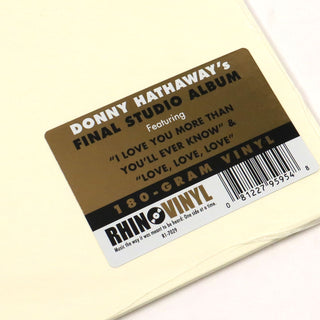 DONNY HATHAWAY's
FINAL STUDIO ALBUM
Featuring
"I LOVE YOU MORE THAN
YOU'LL EVER KNOW" &
"LOVE, LOVE, LOVE"
180-GRAM VINYL
RHINO VINYL
Music the way it was meant to be heard: One side at a time.
R1-7029
0 81227 95954 8